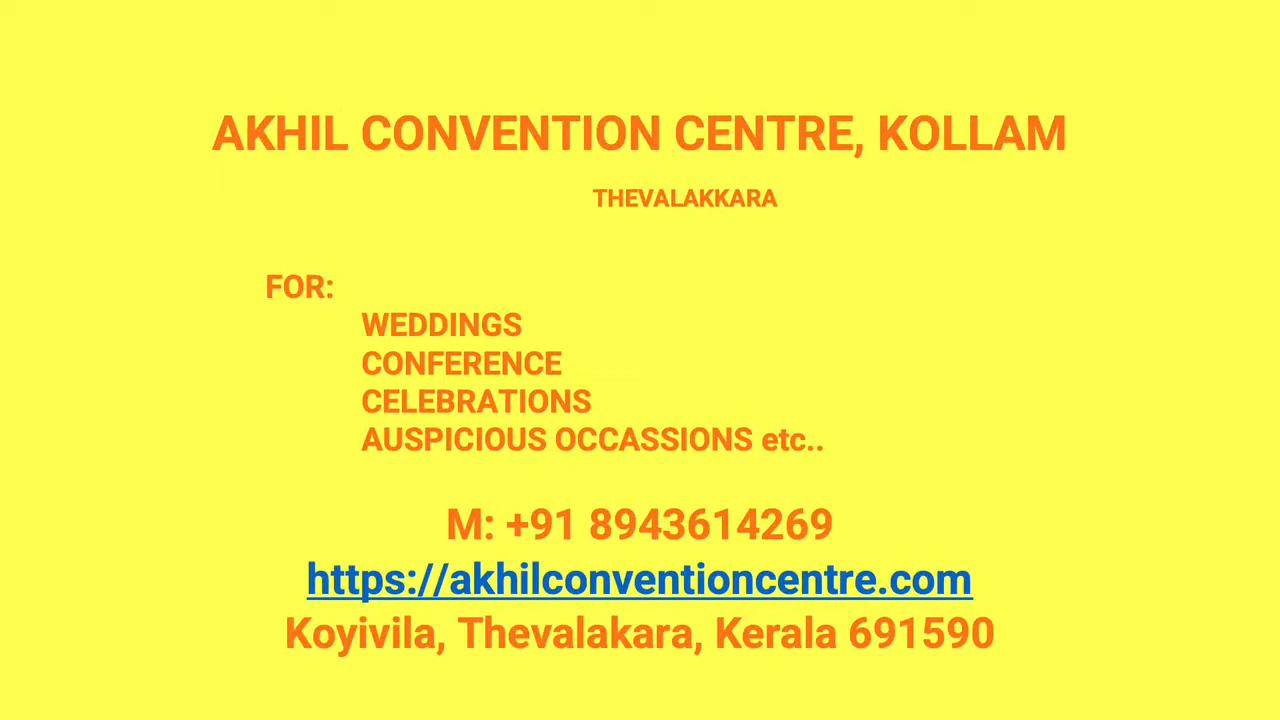 AKHIL CONVENTION CENTRE, KOLLAM
THEVALAKKARA
FOR:
WEDDINGS
CONFERENCE
CELEBRATIONS
AUSPICIOUS OCCASSIONS etc..
M: +91 8943614269
https://akhilconventioncentre.com
Koyivila, Thevalakara, Kerala 691590